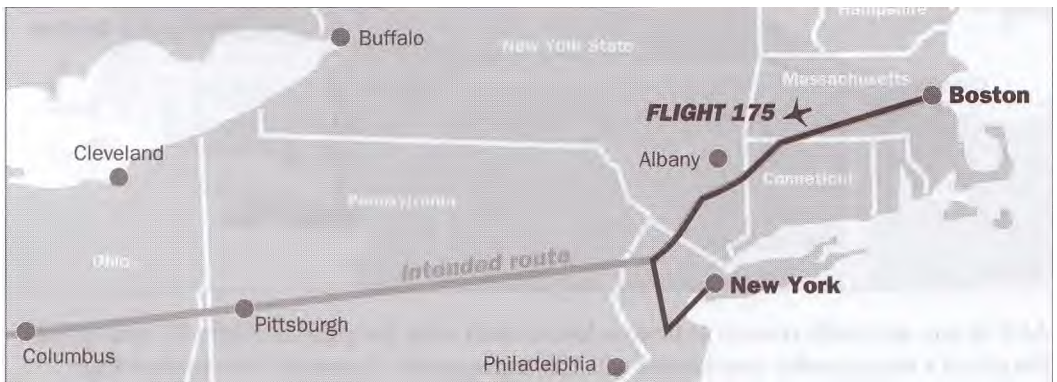 Hampshire
Buffalo
New York State
Massachusetts
Boston
FLIGHT 175
Cleveland
Albany
Connecticut
Pennsylvania
Ohio
Intended route
New York
Pittsburgh
Columbus
Philadelphia